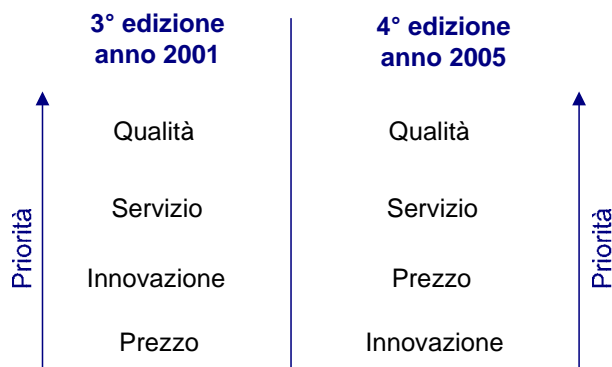 3° edizione
anno 2001
4° edizione
anno 2005
Priorità
Qualità
Servizio
Innovazione
Prezzo
Qualità
Servizio
Prezzo
Innovazione
Priorità